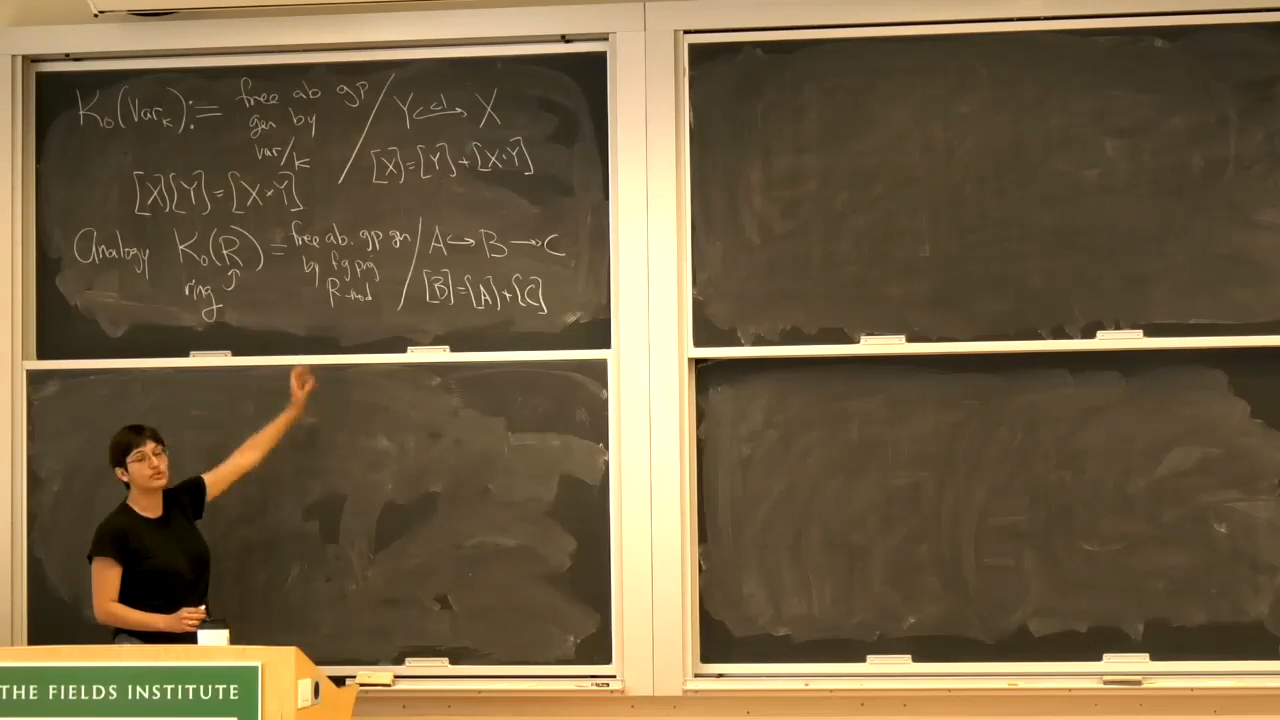 K₀(Var_k) := free ab gp / Y ↪^cl X
gen by
var/k
[X] = [Y] + [X∖Y]
[X][Y] = [X×Y]
Analogy K₀(R) = free ab. gp gen / A ↪ B ↠ C
by fg proj
R-mod
[B] = [A] + [C]
ring
THE FIELDS INSTITUTE